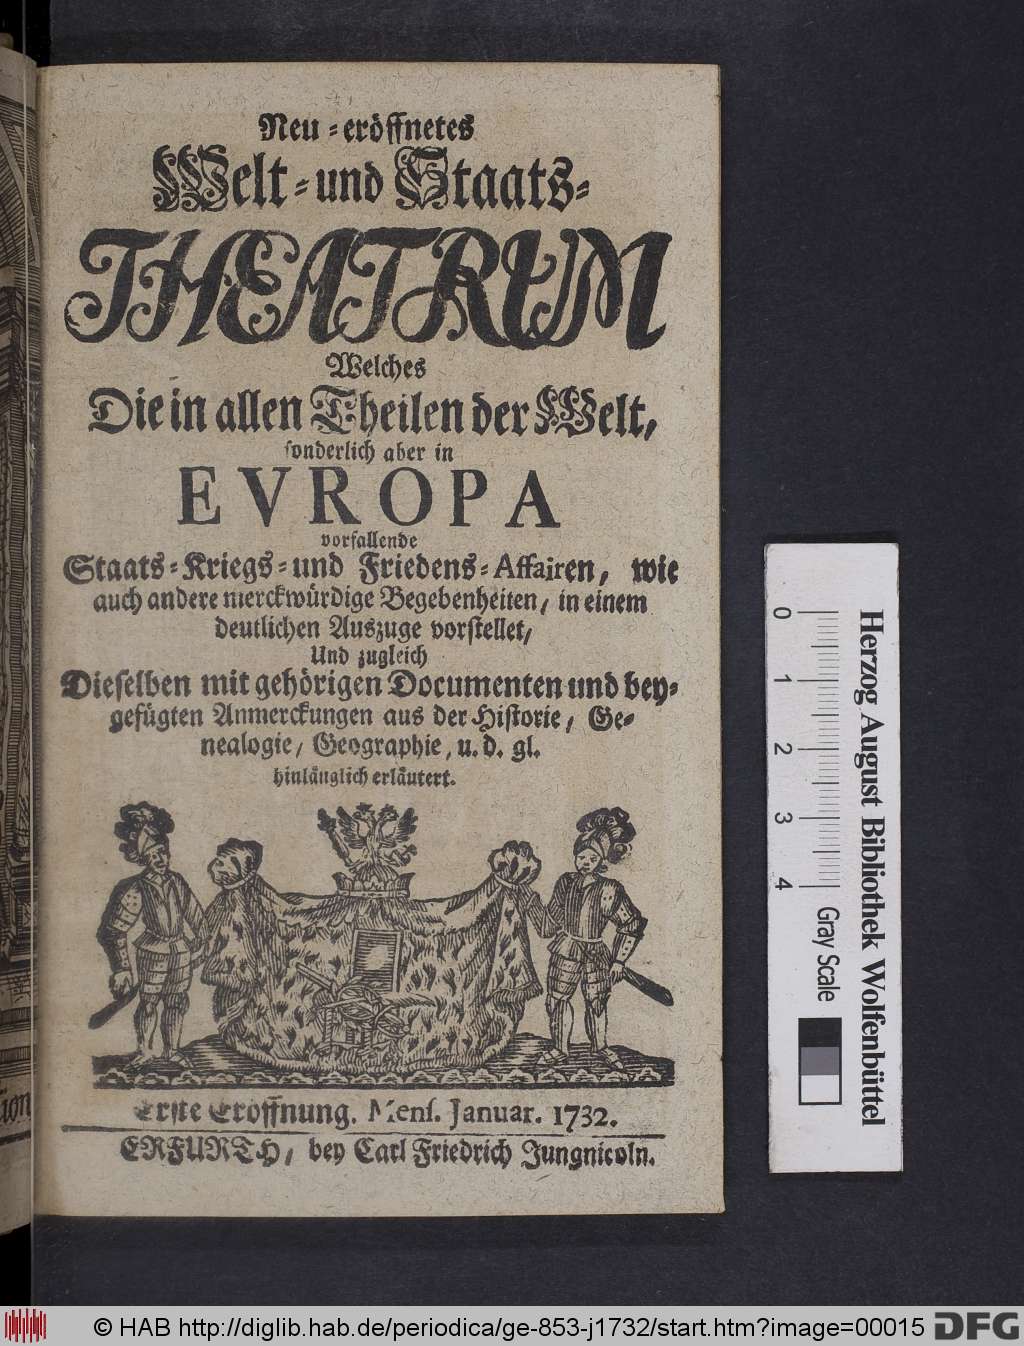 Neu-eröffnetes
Welt-und Staats-
THEATRUM
Welches
Die in allen Theilen der Welt,
sonderlich aber in
EVROPA
vorfallende
Staats-Kriegs-und Friedens-Affairen, wie
auch andere merckwürdige Begebenheiten, in einem
deutlichen Auszuge vorstellet,
Und zugleich
Dieselben mit gehörigen Documenten und bey-
gefügten Anmerckungen aus der Historie, Ge-
nealogie, Geographie, u. d. gl.
hinlänglich erläutert.
Erste Eröffnung. Mens. Januar. 1732.
ERFURTH, bey Carl Friedrich Jungnicoln.
Herzog August Bibliothek Wolfenbüttel
0 1 2 3 4 Gray Scale
© HAB http://diglib.hab.de/periodica/ge-853-j1732/start.htm?image=00015 DFG